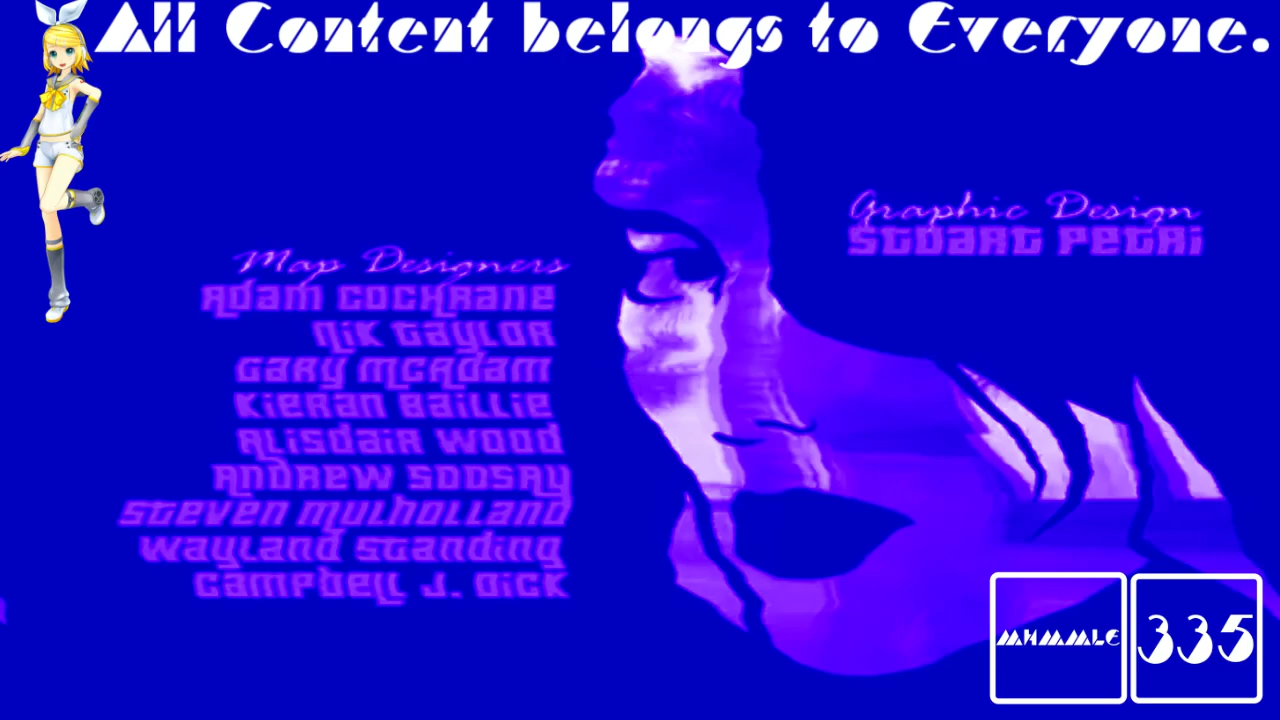 All Content belongs to Everyone.
Graphic Design
Stuart Petri
Map Designers
Adam Cochrane
Nik Taylor
Gary McAdam
Kieran Baillie
Alisdair Wood
Andrew Soosay
Steven Mulholland
Wayland Standing
Campbell J. Dick
MHMMLE
335